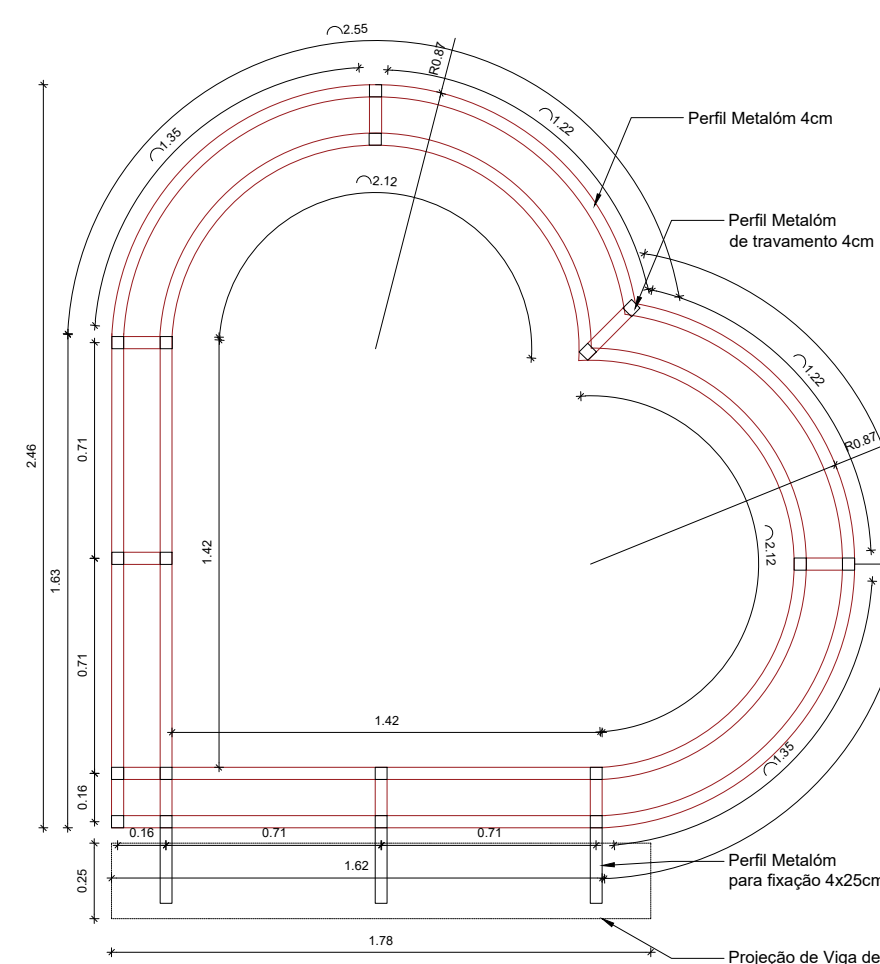 ⌒2.55
R0.87
⌒1.35
⌒1.22
Perfil Metalóm 4cm
⌒2.12
Perfil Metalóm
de travamento 4cm
⌒1.22
R0.87
2.46
0.71
1.42
⌒2.12
1.63
0.71
1.42
⌒1.35
0.16
0.16
0.71
0.71
1.62
0.25
Perfil Metalóm
para fixação 4x25cm
1.78
Projeção de Viga de